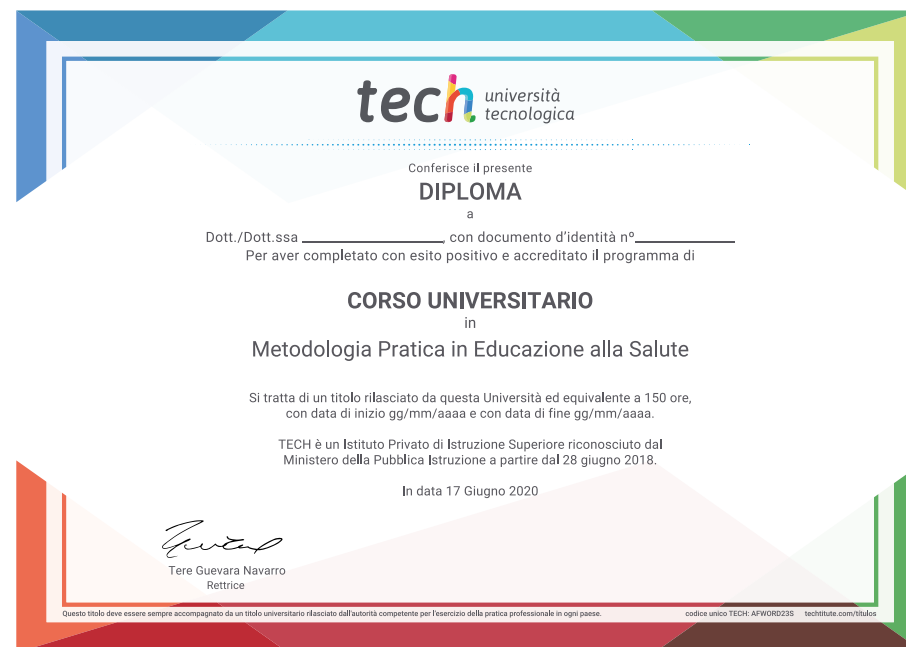 tech università
tecnologica
Conferisce il presente
DIPLOMA
a
Dott./Dott.ssa ____________________, con documento d'identità nº______________
Per aver completato con esito positivo e accreditato il programma di
CORSO UNIVERSITARIO
in
Metodologia Pratica in Educazione alla Salute
Si tratta di un titolo rilasciato da questa Università ed equivalente a 150 ore,
con data di inizio gg/mm/aaaa e con data di fine gg/mm/aaaa.
TECH è un Istituto Privato di Istruzione Superiore riconosciuto dal
Ministero della Pubblica Istruzione a partire dal 28 giugno 2018.
In data 17 Giugno 2020
Tere Guevara Navarro
Rettrice
Questo titolo deve essere sempre accompagnato da un titolo universitario rilasciato dall'autorità competente per l'esercizio della pratica professionale in ogni paese. codice unico TECH: AFWORD23S techtitute.com/titulos